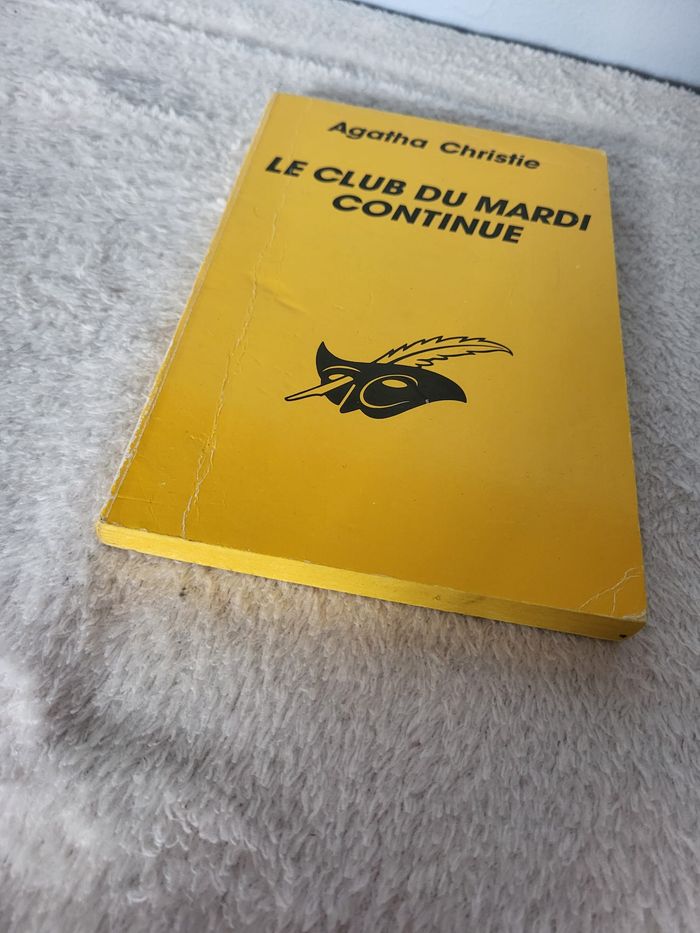 Agatha Christie
LE CLUB DU MARDI
CONTINUE